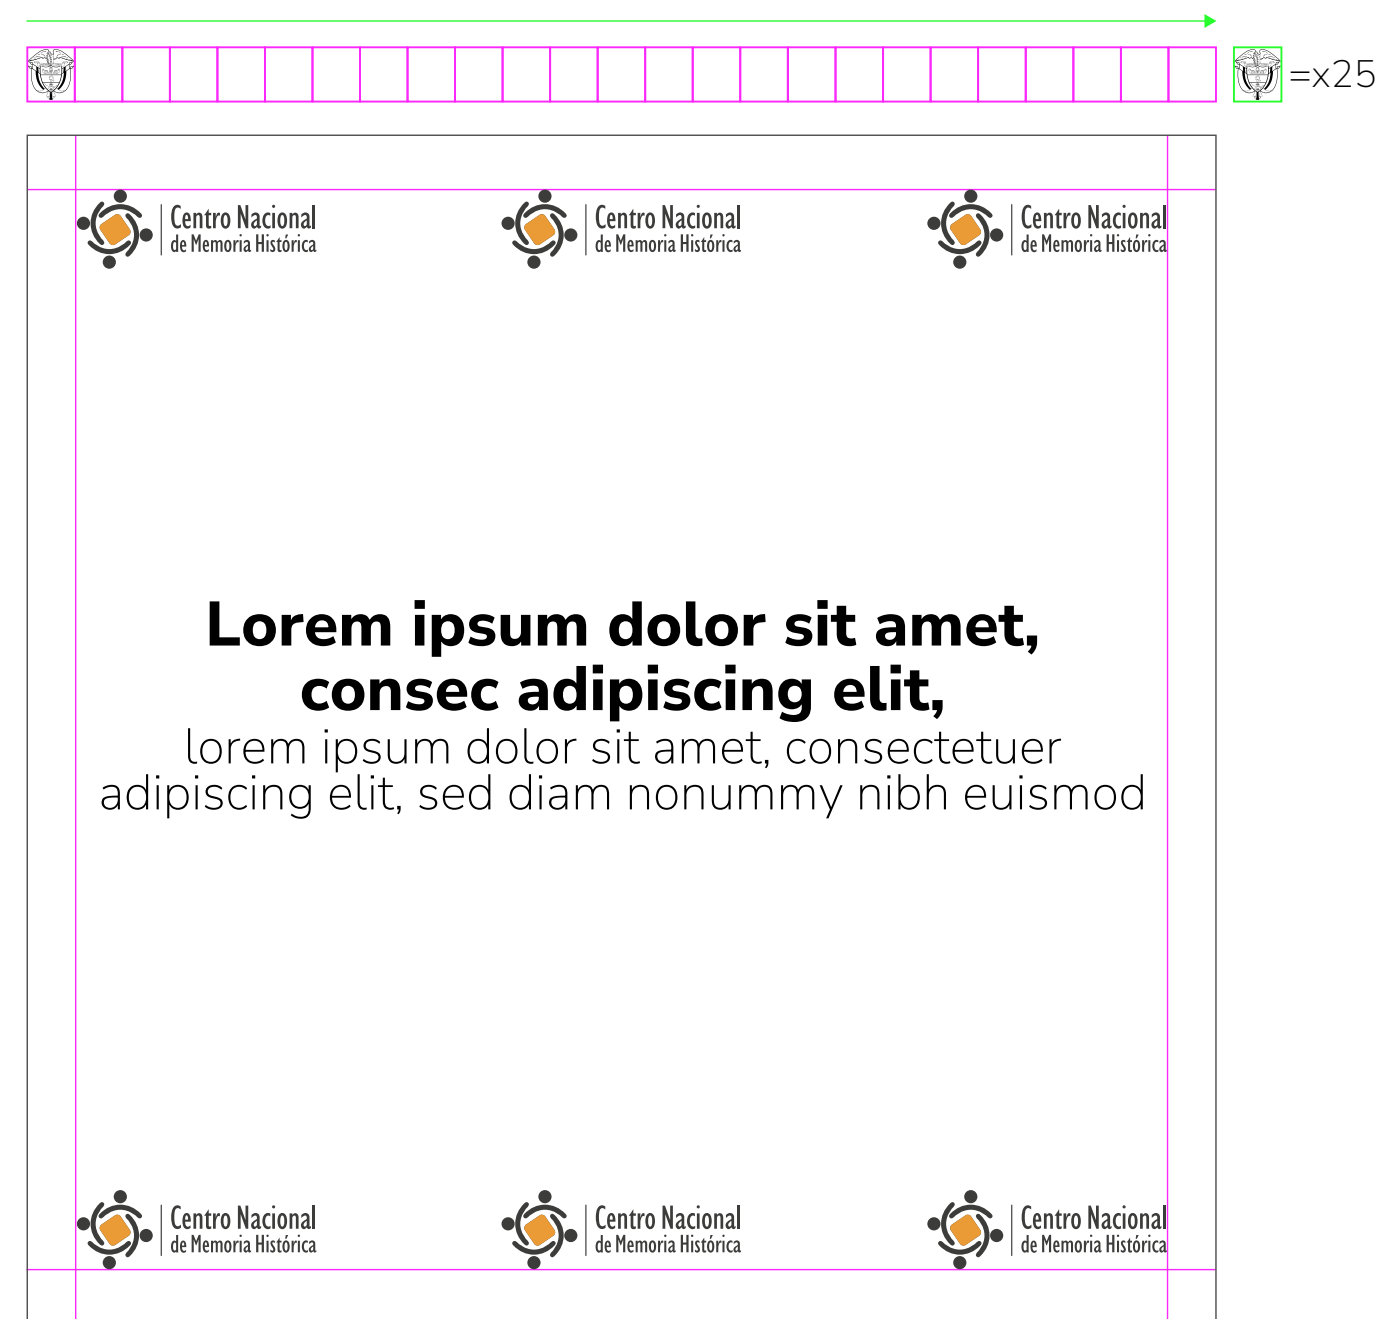 =x25
Centro Nacional
de Memoria Histórica
Centro Nacional
de Memoria Histórica
Centro Nacional
de Memoria Histórica
Lorem ipsum dolor sit amet,
consec adipiscing elit,
lorem ipsum dolor sit amet, consectetuer
adipiscing elit, sed diam nonummy nibh euismod
Centro Nacional
de Memoria Histórica
Centro Nacional
de Memoria Histórica
Centro Nacional
de Memoria Histórica